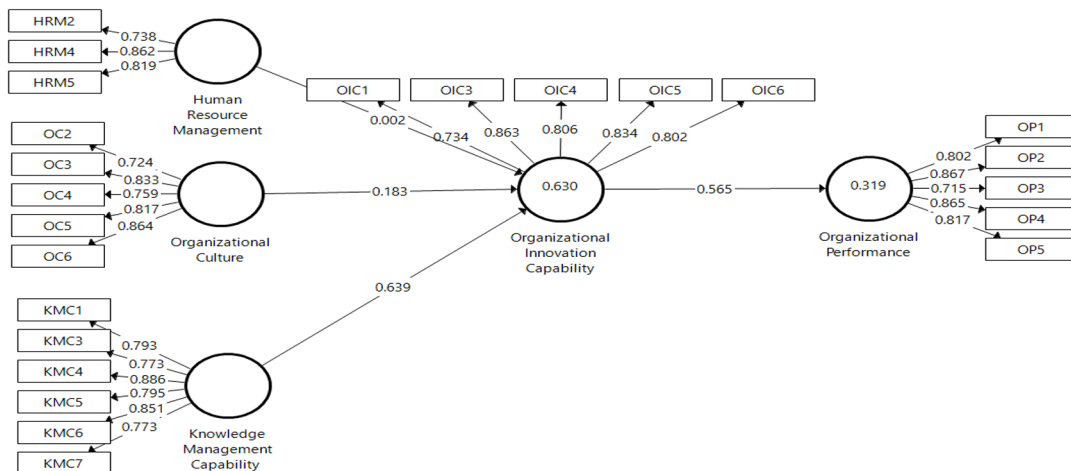 HRM2
HRM4
HRM5
0.738
0.862
0.819
Human
Resource
Management
OIC1
OIC3
OIC4
OIC5
OIC6
0.002
0.734
0.863
0.806
0.834
0.802
OC2
OC3
OC4
OC5
OC6
0.724
0.833
0.759
0.817
0.864
Organizational
Culture
0.183
0.630
Organizational
Innovation
Capability
0.565
0.319
Organizational
Performance
0.802
0.867
0.715
0.865
0.817
OP1
OP2
OP3
OP4
OP5
0.639
KMC1
KMC3
KMC4
KMC5
KMC6
KMC7
0.793
0.773
0.886
0.795
0.851
0.773
Knowledge
Management
Capability